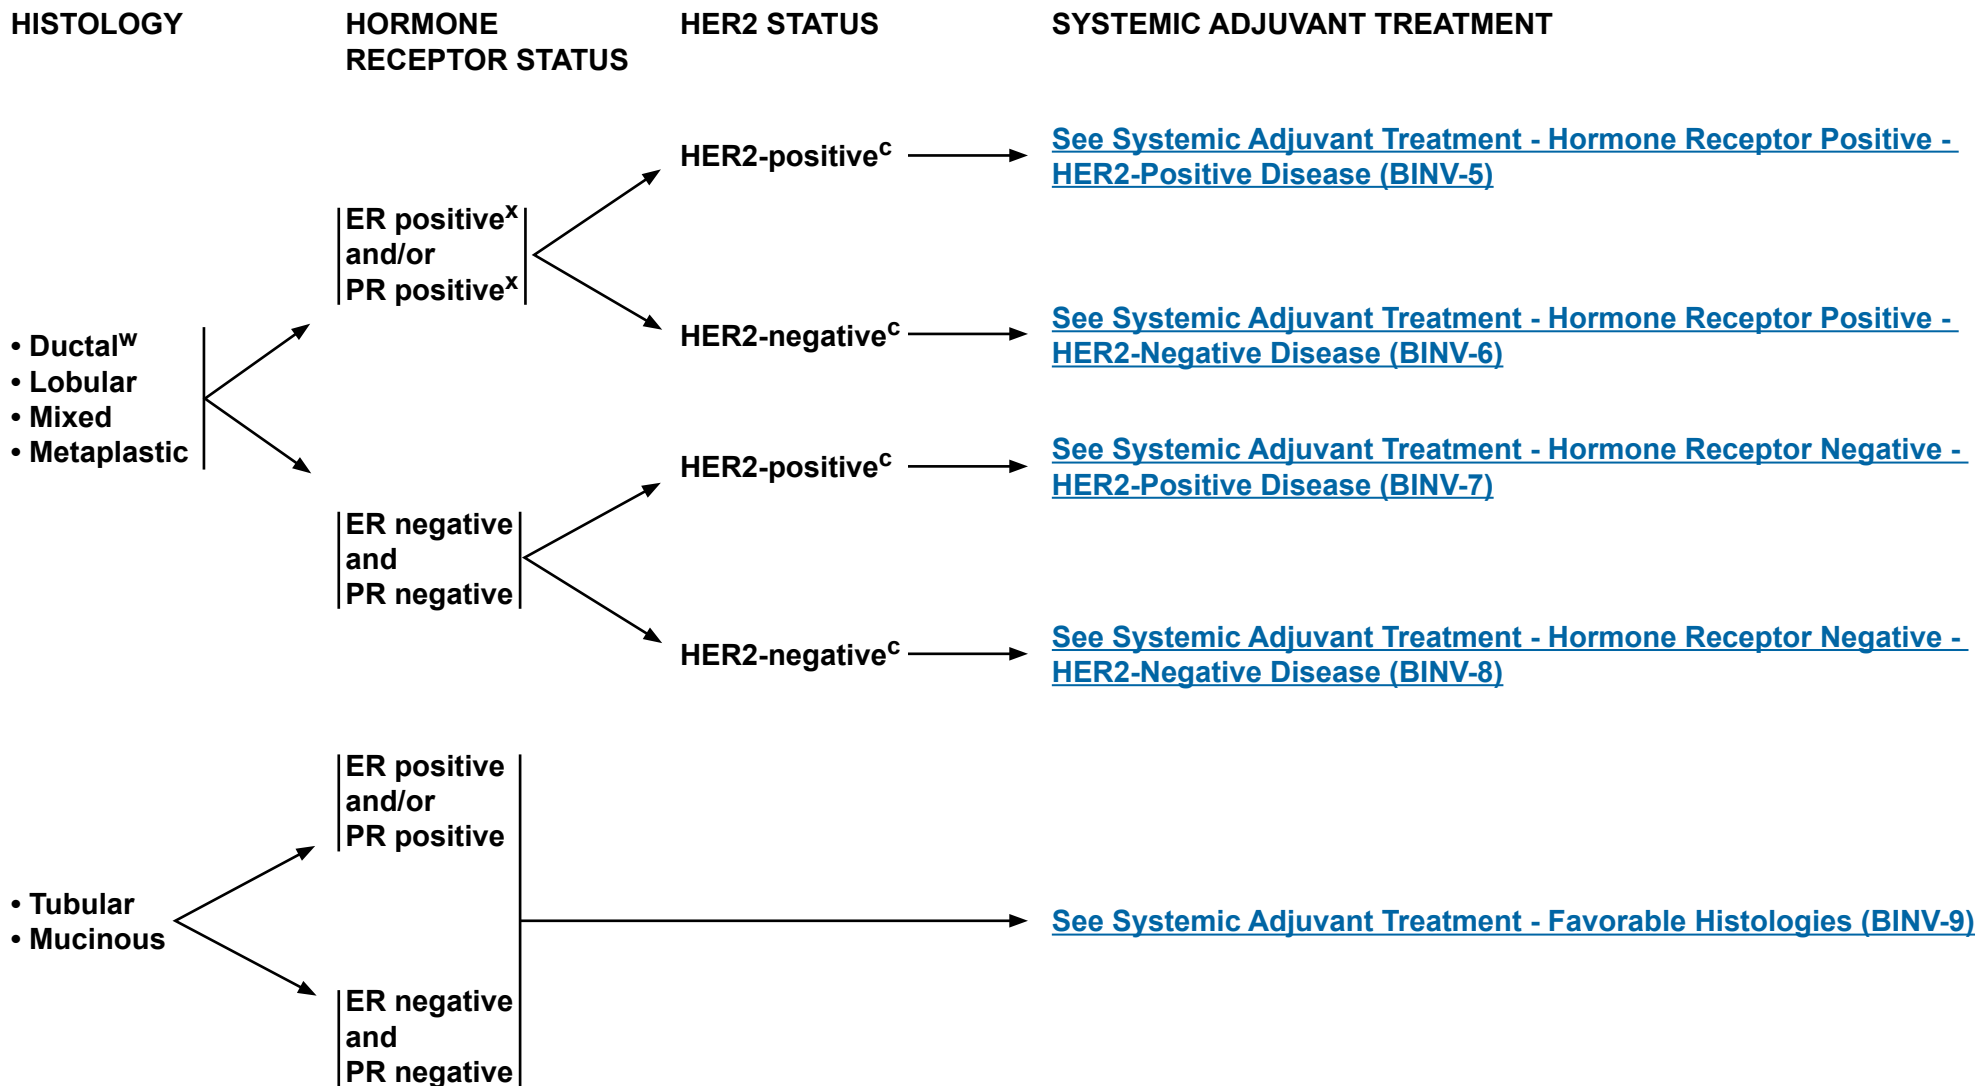 HISTOLOGY
HORMONE
RECEPTOR STATUS
HER2 STATUS
SYSTEMIC ADJUVANT TREATMENT
• Ductalʷ
• Lobular
• Mixed
• Metaplastic
ER positiveˣ
and/or
PR positiveˣ
HER2-positiveᶜ
See Systemic Adjuvant Treatment - Hormone Receptor Positive -
HER2-Positive Disease (BINV-5)
HER2-negativeᶜ
See Systemic Adjuvant Treatment - Hormone Receptor Positive -
HER2-Negative Disease (BINV-6)
ER negative
and
PR negative
HER2-positiveᶜ
See Systemic Adjuvant Treatment - Hormone Receptor Negative -
HER2-Positive Disease (BINV-7)
HER2-negativeᶜ
See Systemic Adjuvant Treatment - Hormone Receptor Negative -
HER2-Negative Disease (BINV-8)
• Tubular
• Mucinous
ER positive
and/or
PR positive
ER negative
and
PR negative
See Systemic Adjuvant Treatment - Favorable Histologies (BINV-9)